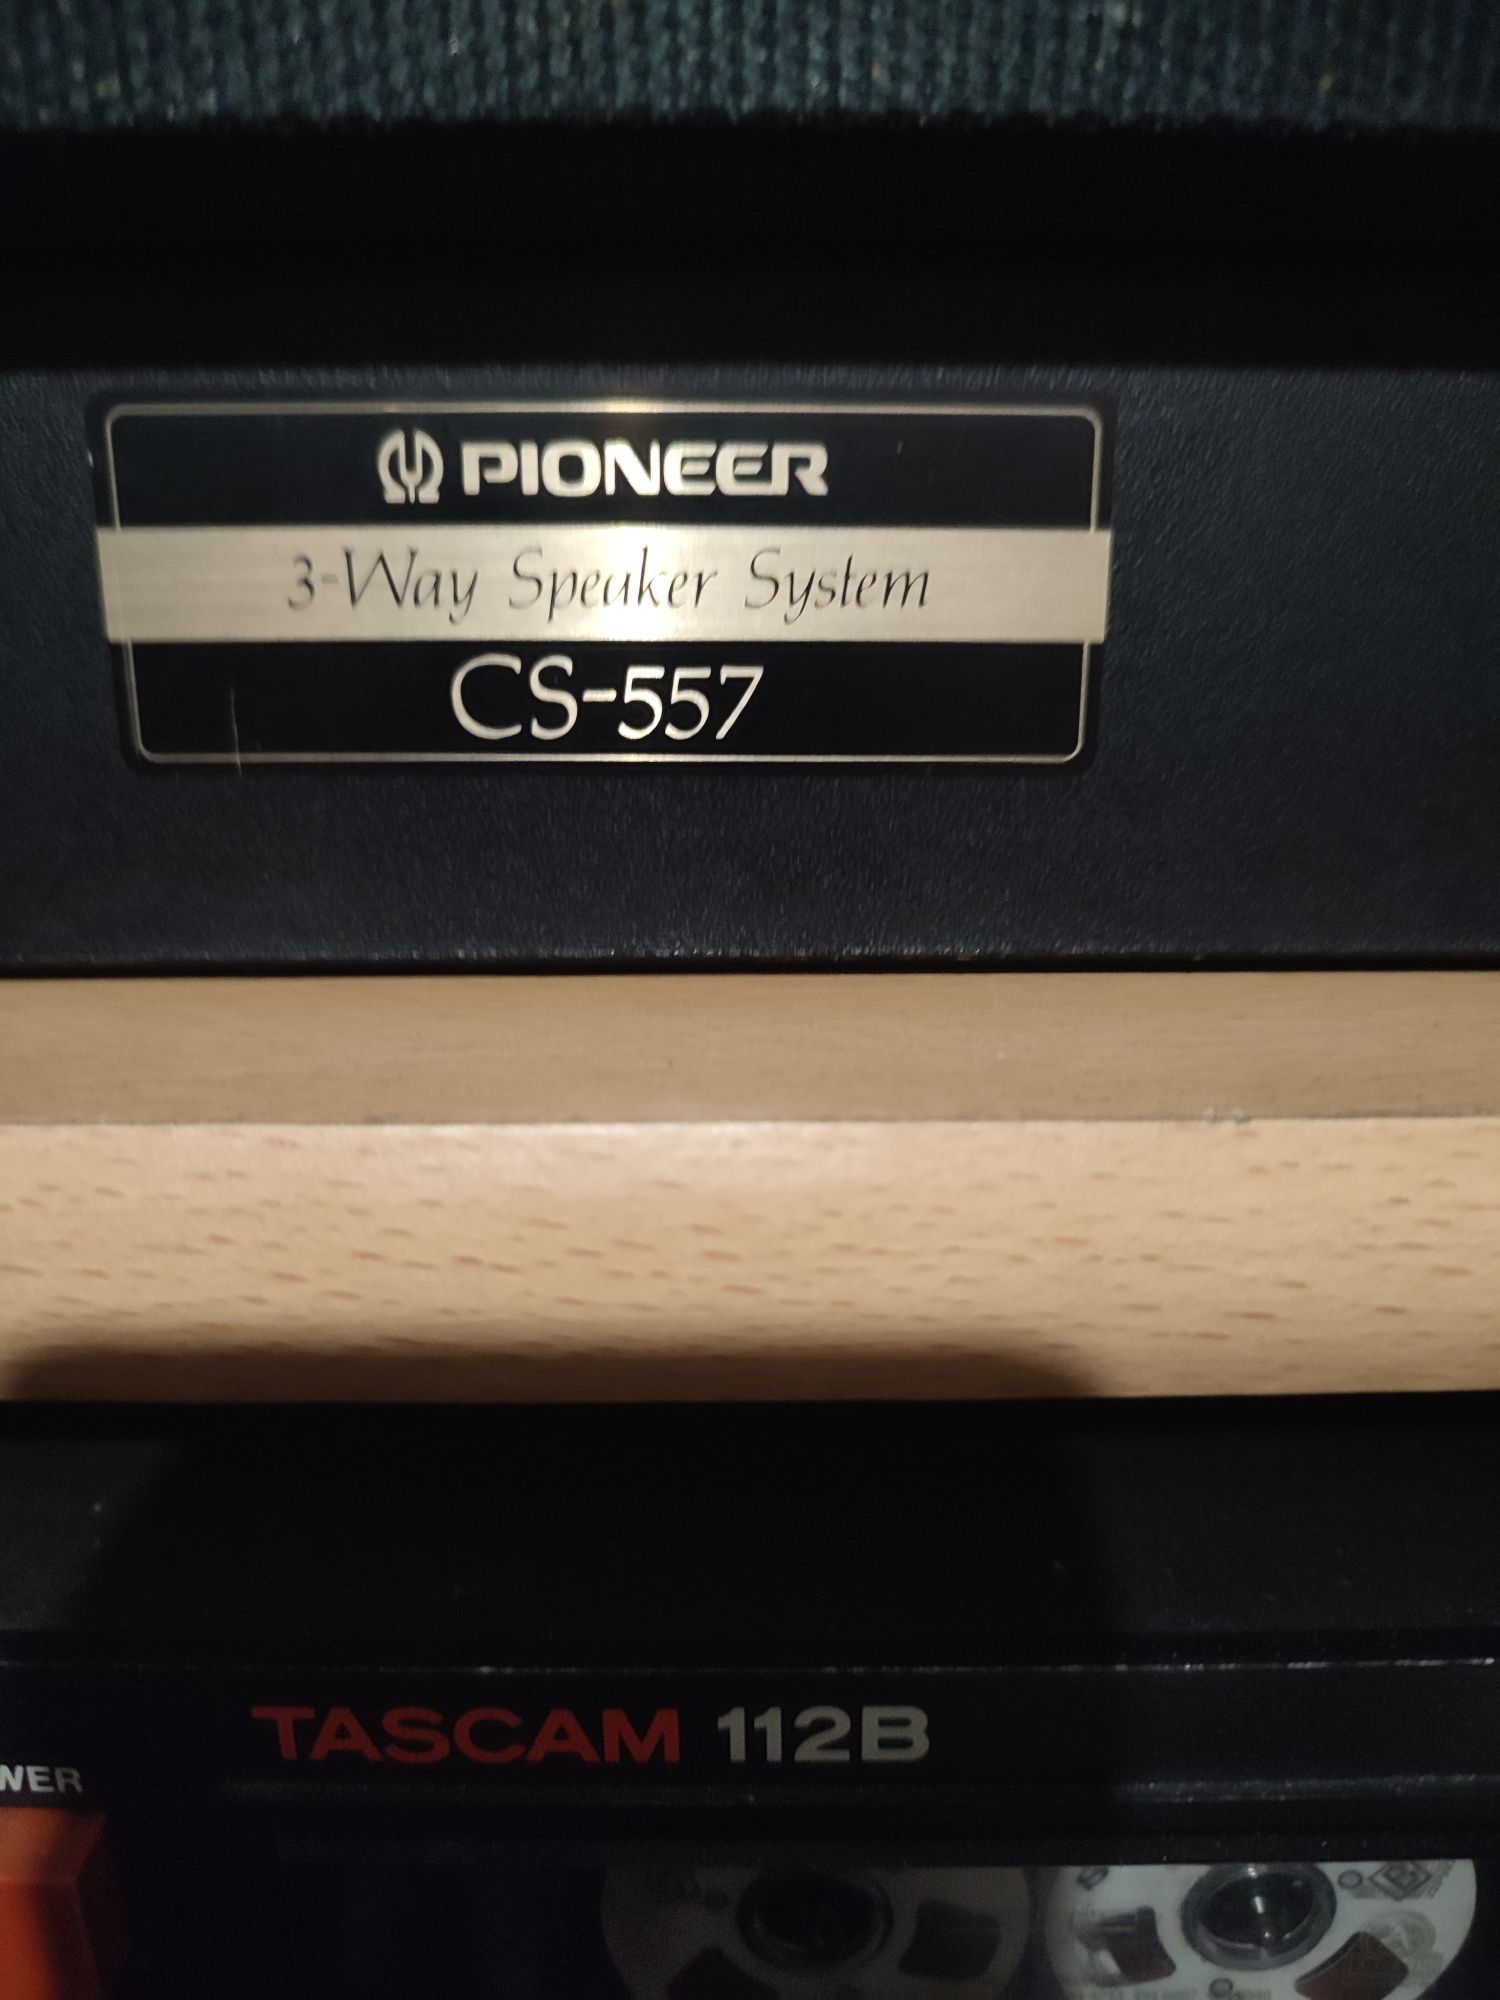 PIONEER
3-Way Speaker System
CS-557
TASCAM 112B
WER